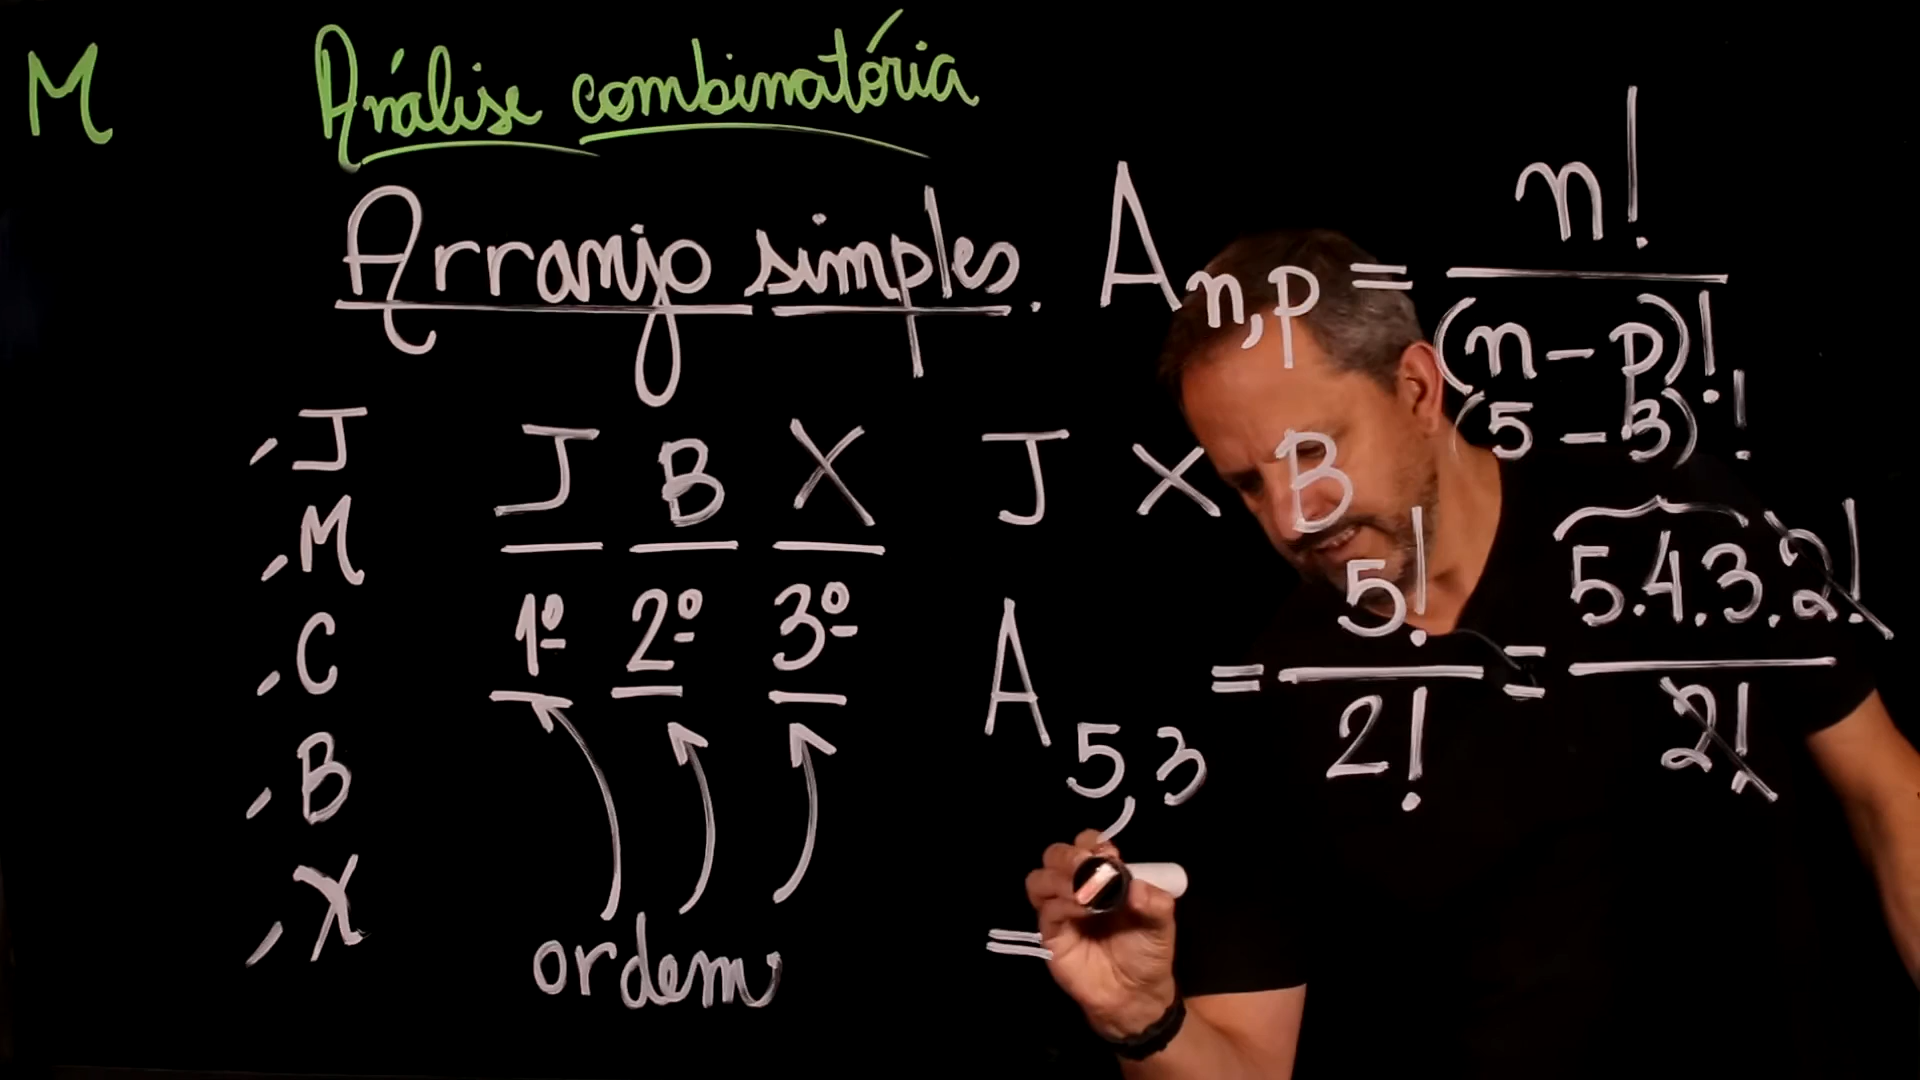 M Análise combinatória
Arranjo simples. A n,p = n! / (n-p)!
(5-3)!
J
M
C
B
X
J B X J X B
1º 2º 3º
ordem
A 5,3 = 5! / 2! = 5.4.3.2! / 2!
=